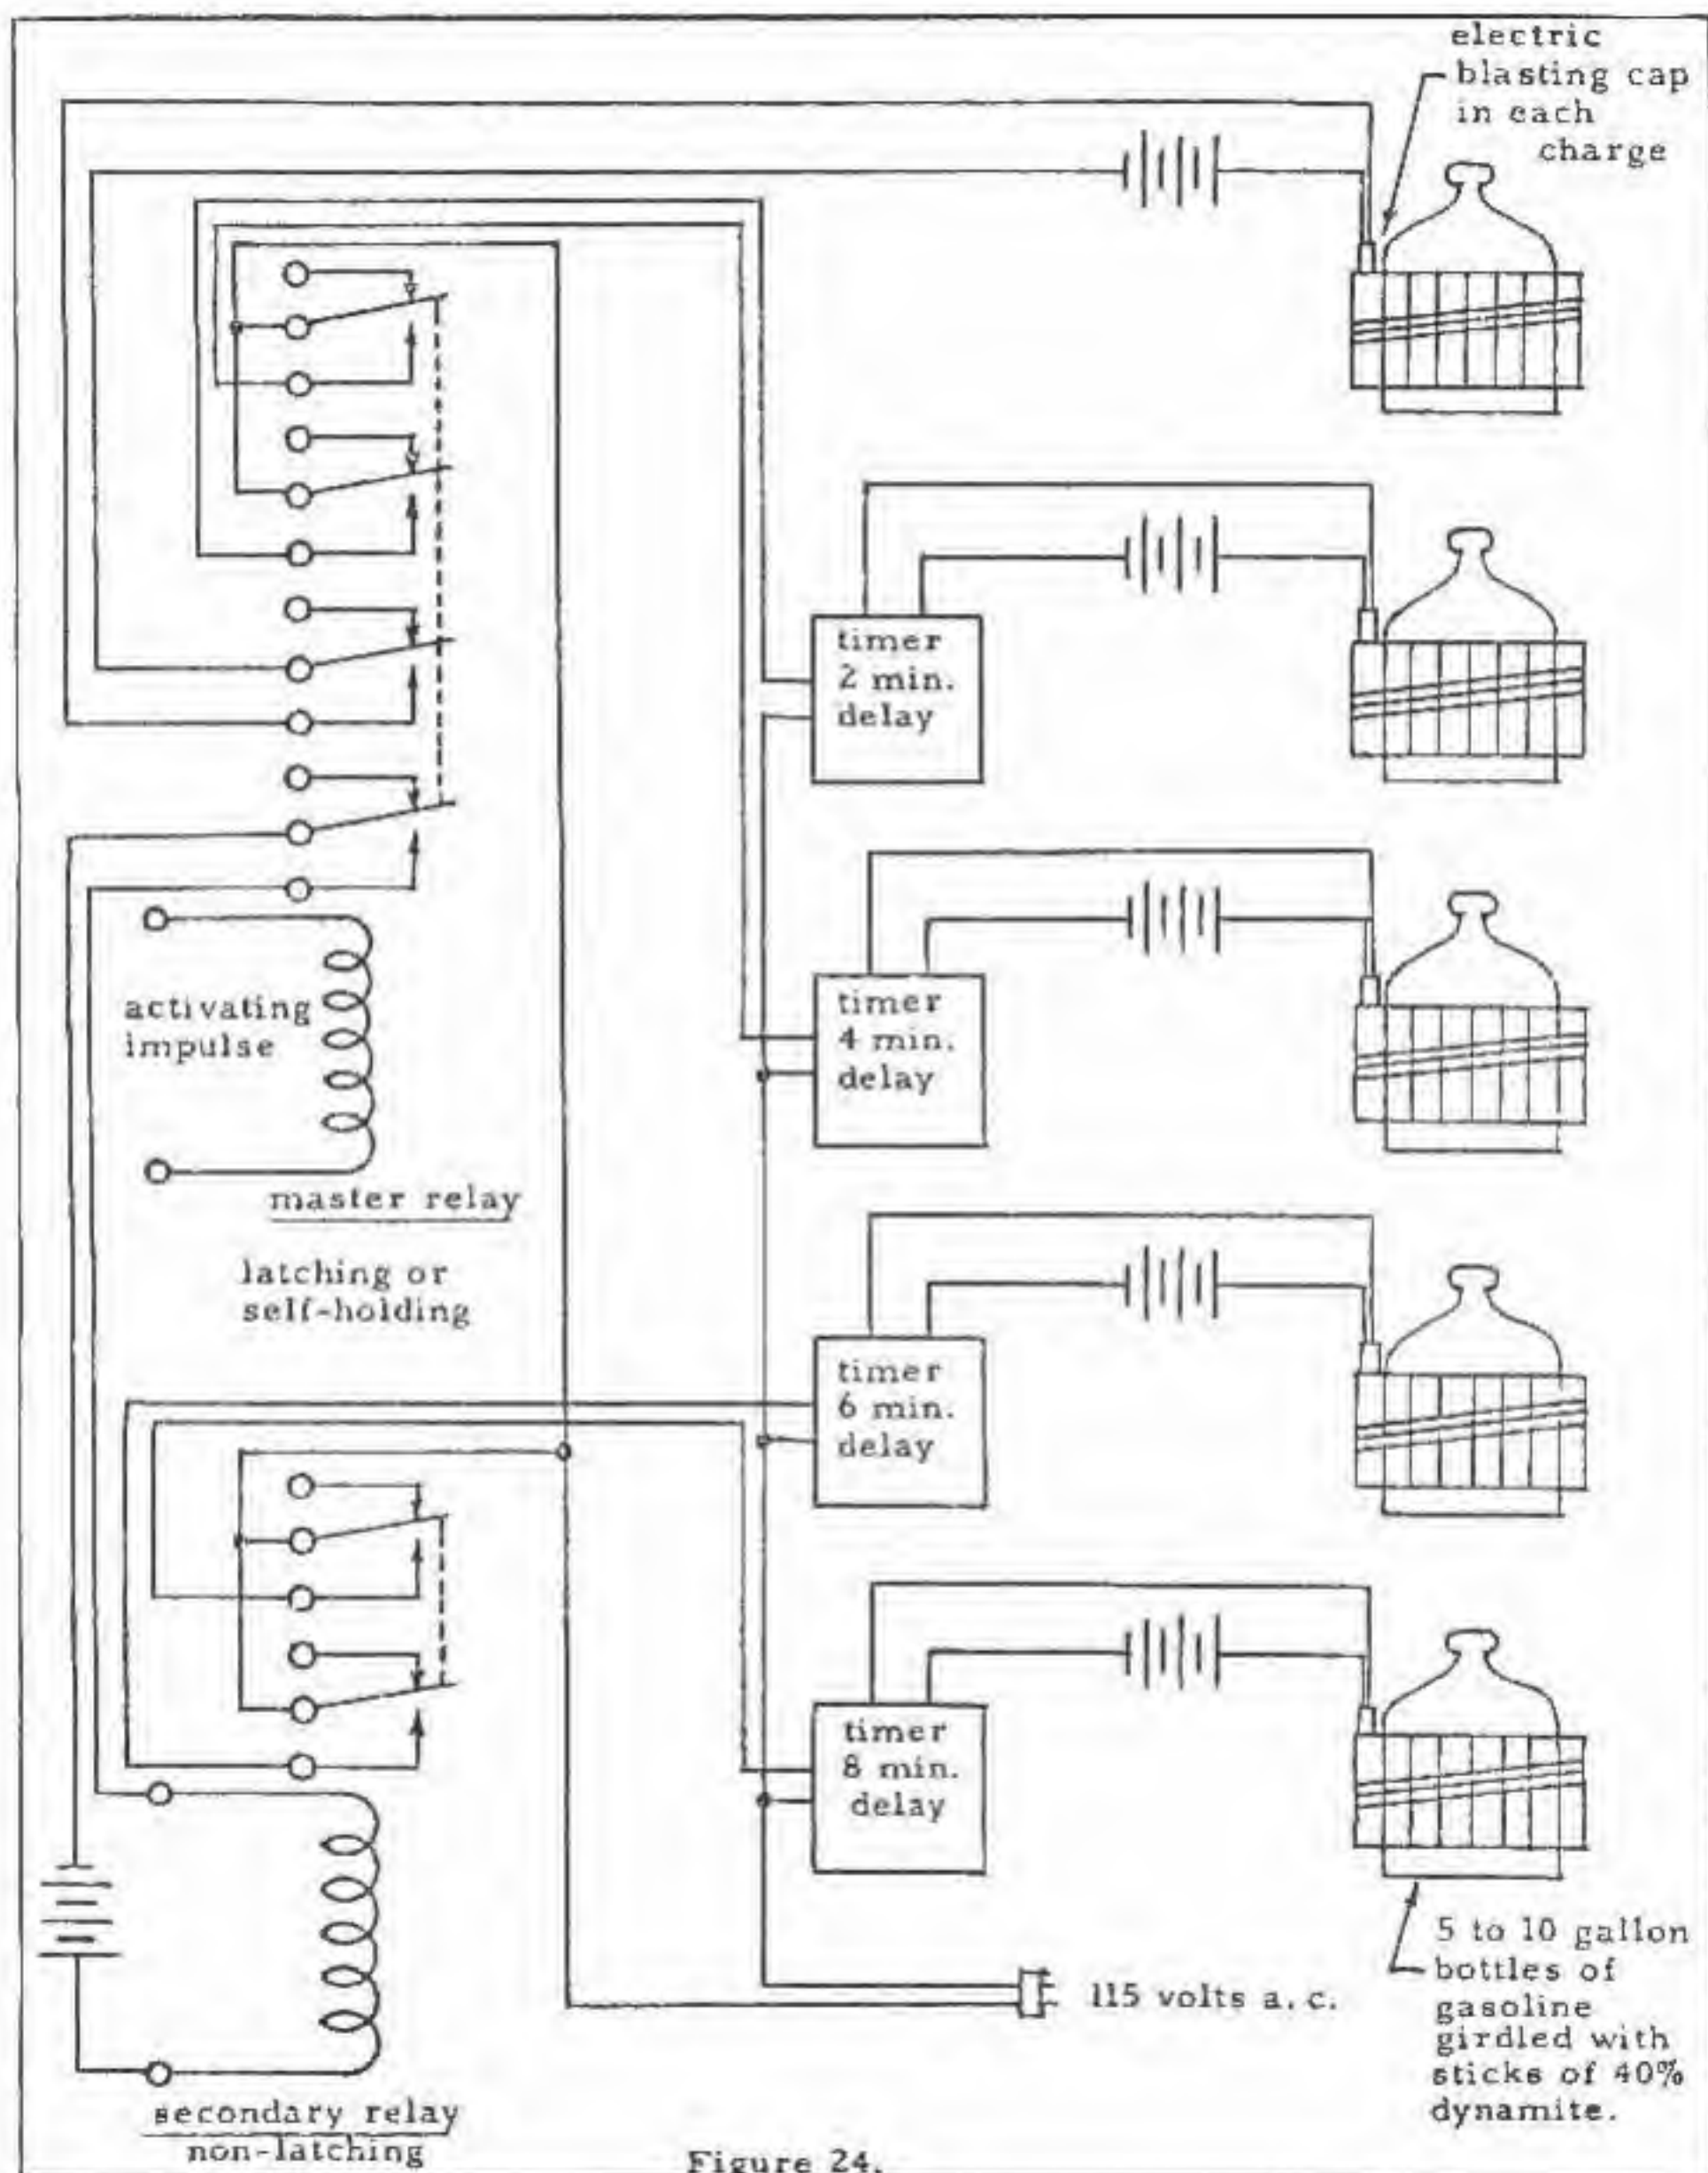 electric
blasting cap
in each
charge
timer
2 min.
delay
activating
impulse
timer
4 min.
delay
master relay
latching or
self-holding
timer
6 min.
delay
timer
8 min.
delay
115 volts a. c.
5 to 10 gallon
bottles of
gasoline
girdled with
sticks of 40%
dynamite.
secondary relay
non-latching
Figure 24.